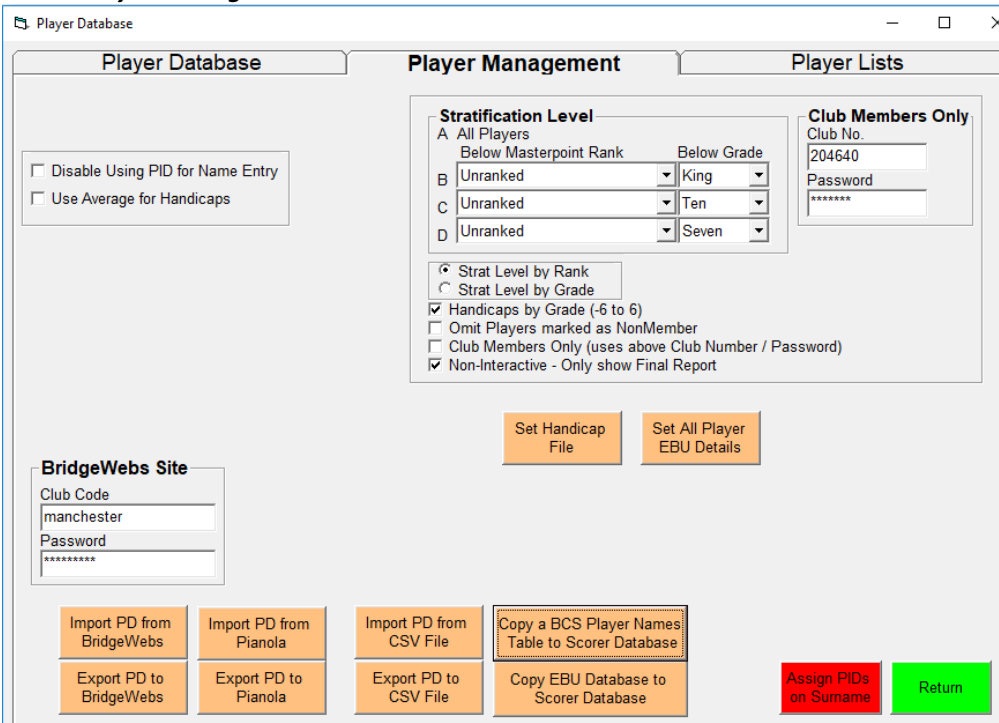 Player Database
Player Database
Player Management
Player Lists
Disable Using PID for Name Entry
Use Average for Handicaps
Stratification Level
A All Players
Below Masterpoint Rank Below Grade
B Unranked King
C Unranked Ten
D Unranked Seven
Club Members Only
Club No.
204640
Password
*******
Strat Level by Rank
Strat Level by Grade
Handicaps by Grade (-6 to 6)
Omit Players marked as NonMember
Club Members Only (uses above Club Number / Password)
Non-Interactive - Only show Final Report
Set Handicap
File
Set All Player
EBU Details
BridgeWebs Site
Club Code
manchester
Password
*********
Import PD from
BridgeWebs
Import PD from
Pianola
Import PD from
CSV File
Copy a BCS Player Names
Table to Scorer Database
Export PD to
BridgeWebs
Export PD to
Pianola
Export PD to
CSV File
Copy EBU Database to
Scorer Database
Assign PIDs
on Surname
Return